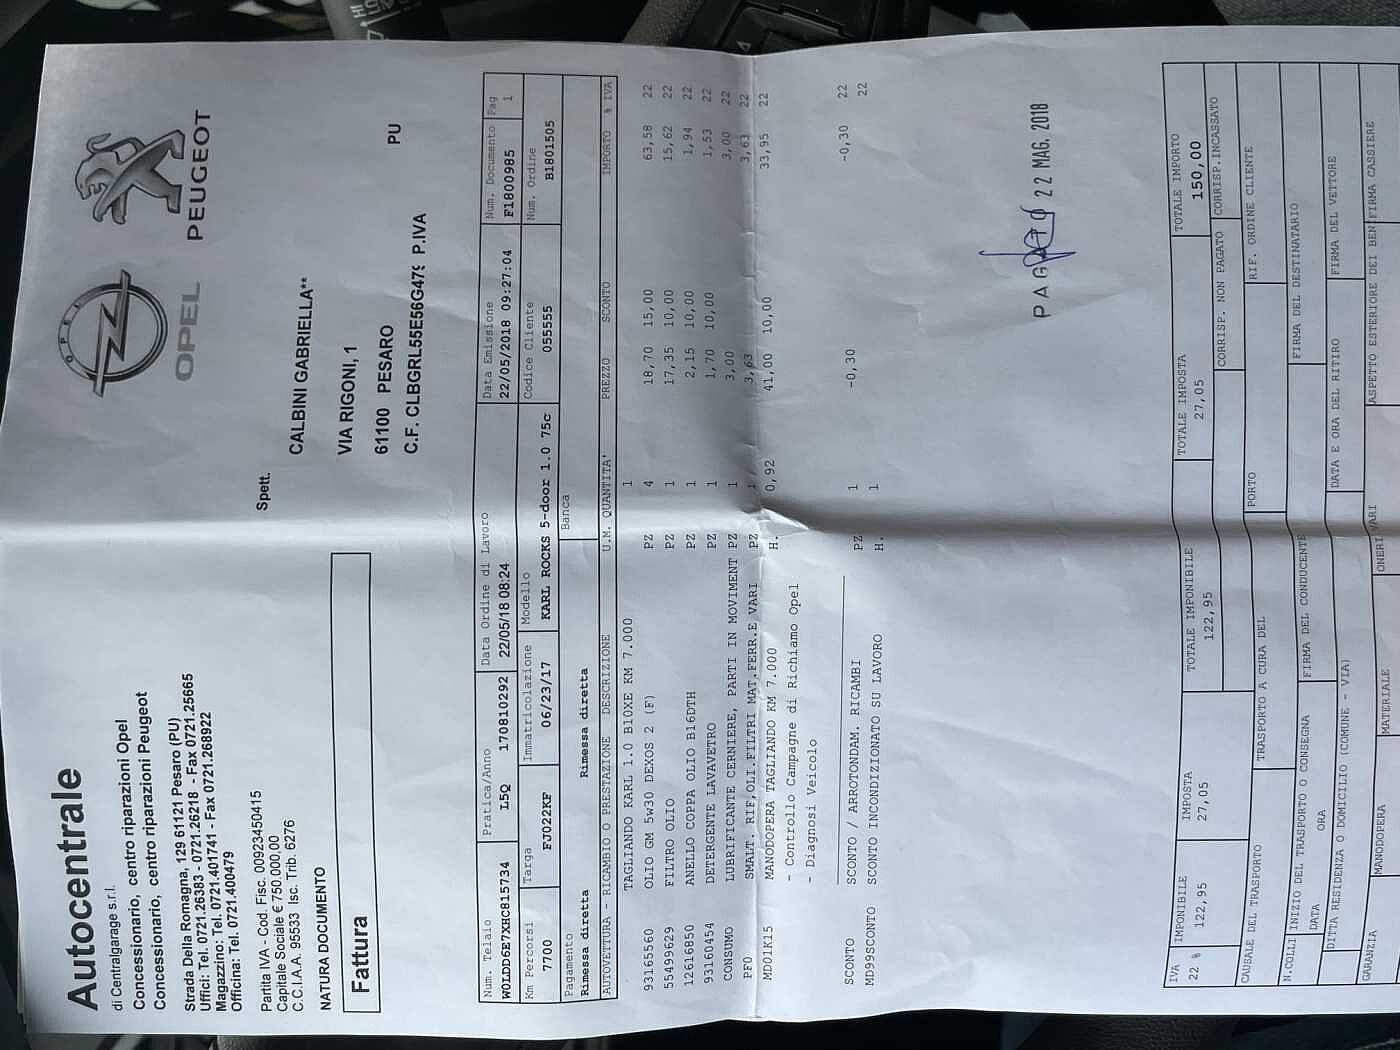 HI
LO
Autocentrale
di Centralgarage s.r.l.
Concessionario, centro riparazioni Opel
Concessionario, centro riparazioni Peugeot
Strada Della Romagna, 129 61121 Pesaro (PU)
Uffici: Tel. 0721.26383 - 0721.26218 - Fax 0721.25665
Magazzino: Tel. 0721.401741 - Fax 0721.268922
Officina: Tel. 0721.400479
Partita IVA - Cod. Fisc. 00923450415
Capitale Sociale € 750.000,00
C.C.I.A.A. 95533 Isc. Trib. 6276
NATURA DOCUMENTO
Fattura
OPEL
OPEL
PEUGEOT
Spett.
CALBINI GABRIELLA**
VIA RIGONI, 1
61100 PESARO PU
C.F. CLBGRL55E56G479 P.IVA
Num. Telaio Pratica/Anno Data Ordine di Lavoro Data Emissione Num. Documento Pag
W0LDD6E7XHC815734 L5Q 170810292 22/05/18 08:24 22/05/2018 09:27:04 F1800985 1
Km Percorsi Targa Immatricolazione Modello Codice Cliente Num. Ordine
7700 FJ022KF 06/23/17 KARL ROCKS 5-door 1.0 75c 055555 B1801505
Pagamento Banca
Rimessa diretta Rimessa diretta
AUTOVETTURA - RICAMBIO O PRESTAZIONE DESCRIZIONE U.M. QUANTITA' PREZZO SCONTO IMPORTO % IVA
TAGLIANDO KARL 1.0 B10XE KM 7.000 1
93165560 OLIO GM 5w30 DEXOS 2 (F) PZ 4 18,70 15,00 63,58 22
55499629 FILTRO OLIO PZ 1 17,35 10,00 15,62 22
12616850 ANELLO COPPA OLIO B16DTH PZ 1 2,15 10,00 1,94 22
93160454 DETERGENTE LAVAVETRO PZ 1 1,70 10,00 1,53 22
CONSUMO LUBRIFICANTE CERNIERE, PARTI IN MOVIMENT PZ 1 3,00 3,00 22
PFO SMALT. RIF,OLI.FILTRI MAT.FERR.E VARI PZ 1 3,63 3,63 22
MD01K15 MANODOPERA TAGLIANDO KM 7.000 H. 0,92 41,00 10,00 33,95 22
- Controllo Campagne di Richiamo Opel
- Diagnosi Veicolo
SCONTO SCONTO / ARROTONDAM. RICAMBI PZ 1 -0,30 -0,30 22
MD99SCONTO SCONTO INCONDIZIONATO SU LAVORO H. 1 22
PAGATO 22 MAG. 2018
IVA IMPONIBILE IMPOSTA TOTALE IMPONIBILE TOTALE IMPOSTA TOTALE IMPORTO
22 % 122,95 27,05 122,95 27,05 150,00
CORRISP. NON PAGATO CORRISP.INCASSATO
CAUSALE DEL TRASPORTO TRASPORTO A CURA DEL PORTO RIF. ORDINE CLIENTE
N.COLLI INIZIO DEL TRASPORTO O CONSEGNA FIRMA DEL CONDUCENTE FIRMA DEL DESTINATARIO
DATA ORA
DITTA RESIDENZA O DOMICILIO (COMUNE - VIA) DATA E ORA DEL RITIRO FIRMA DEL VETTORE
GARANZIA MANODOPERA MATERIALE ONERI VARI ASPETTO ESTERIORE DEI BEN FIRMA CASSIERE